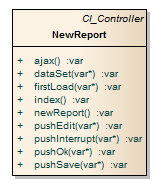 CI_Controller
NewReport
+ ajax() :var
+ dataSet(var*) :var
+ firstLoad(var*) :var
+ index() :var
+ newReport() :var
+ pushEdit(var*) :var
+ pushInterrupt(var*) :var
+ pushOk(var*) :var
+ pushSave(var*) :var